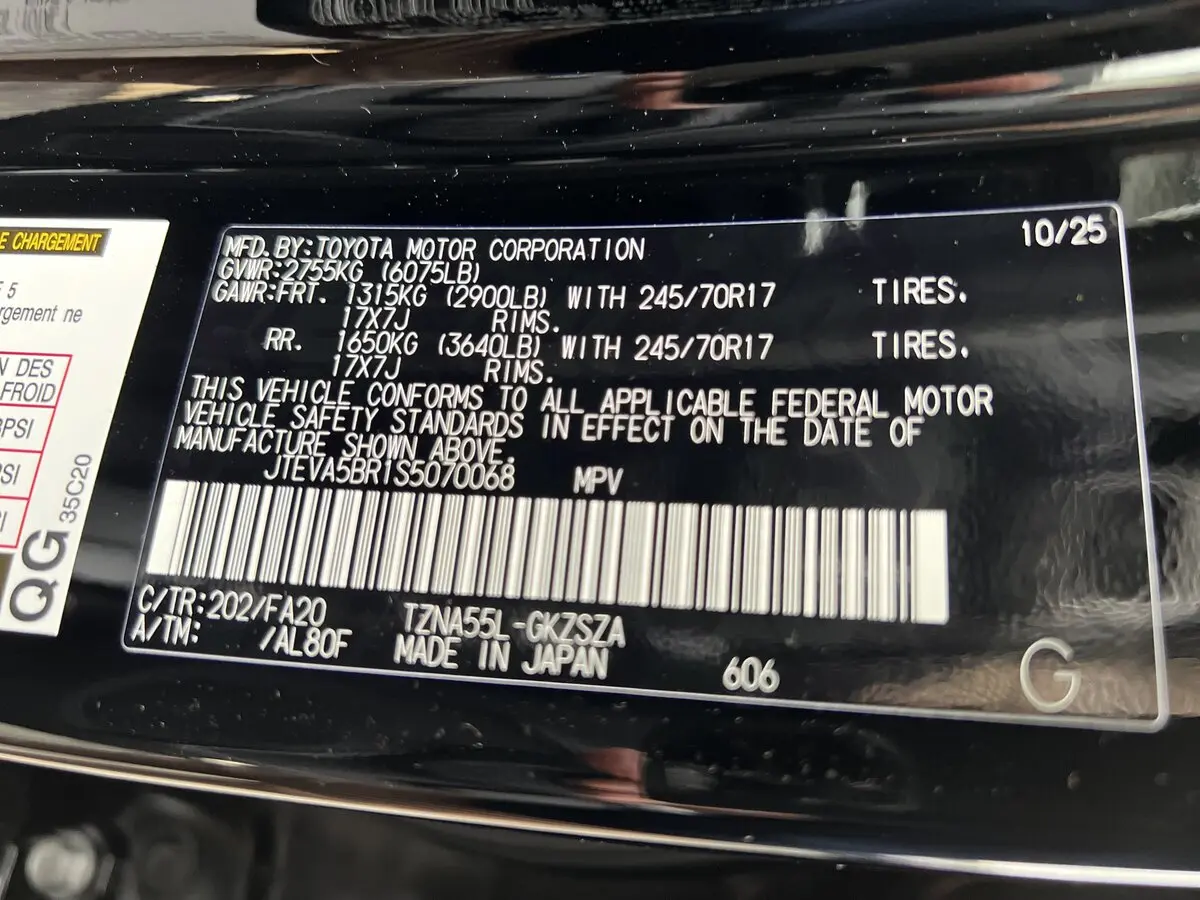 E CHARGEMENT
5
rgement ne
N DES
FROID
PSI
PSI
QG 35C20
10/25
MFD. BY:TOYOTA MOTOR CORPORATION
GVWR:2755KG (6075LB)
GAWR:FRT. 1315KG (2900LB) WITH 245/70R17 TIRES.
17X7J RIMS.
RR. 1650KG (3640LB) WITH 245/70R17 TIRES.
17X7J RIMS.
THIS VEHICLE CONFORMS TO ALL APPLICABLE FEDERAL MOTOR
VEHICLE SAFETY STANDARDS IN EFFECT ON THE DATE OF
MANUFACTURE SHOWN ABOVE.
JTEVA5BR1S5070068 MPV
C/TR:202/FA20 TZNA55L-GKZSZA
A/TM: /AL80F MADE IN JAPAN 606
G